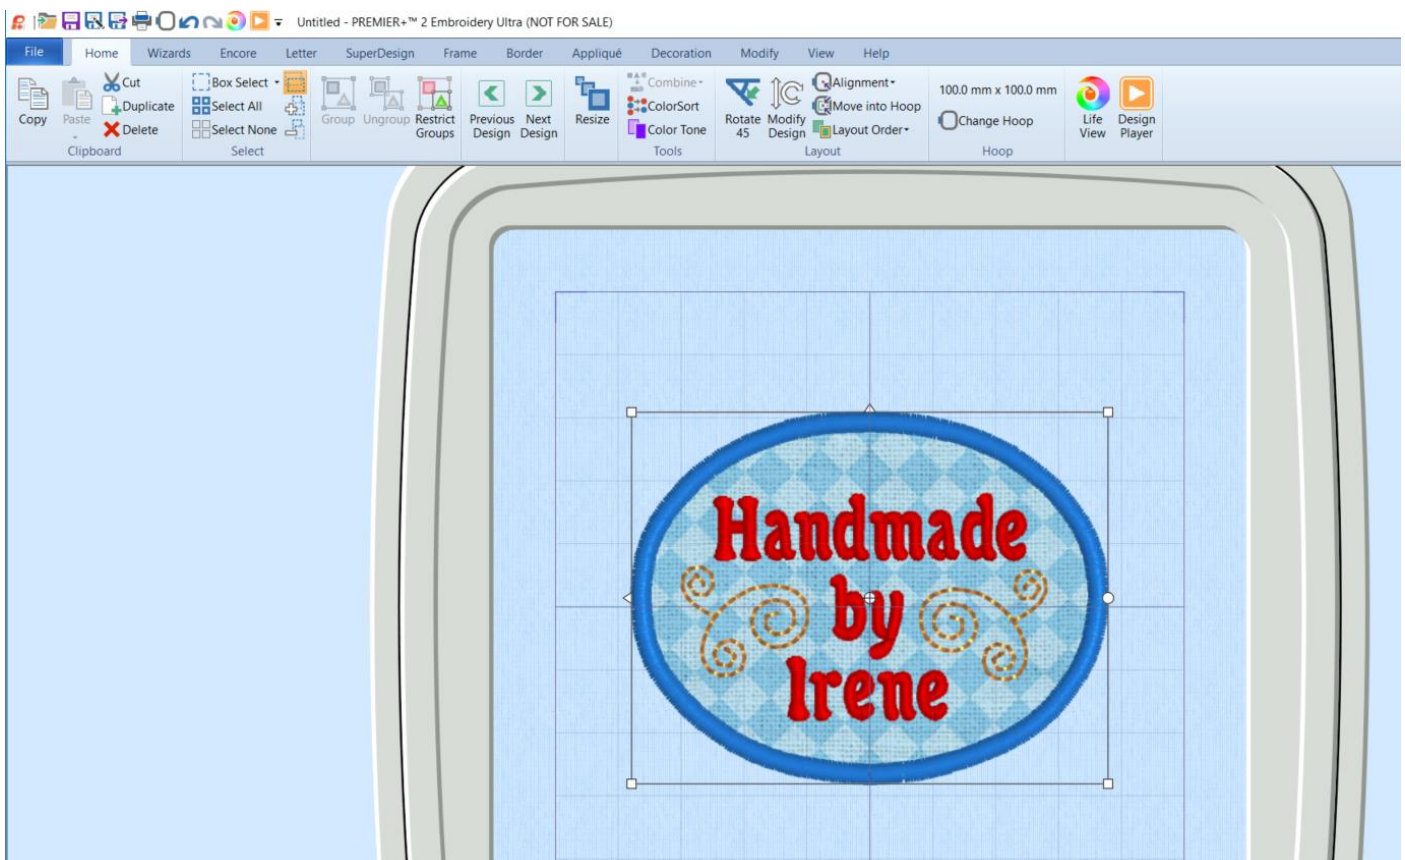 Untitled - PREMIER+™ 2 Embroidery Ultra (NOT FOR SALE)
File Home Wizards Encore Letter SuperDesign Frame Border Appliqué Decoration Modify View Help
Copy
Paste
Cut
Duplicate
Delete
Clipboard
Box Select
Select All
Select None
Select
Group
Ungroup
Restrict
Groups
Previous
Design
Next
Design
Resize
Combine
ColorSort
Color Tone
Tools
Rotate
45
Modify
Design
Alignment
Move into Hoop
Layout Order
Layout
100.0 mm x 100.0 mm
Change Hoop
Hoop
Life
View
Design
Player
Handmade
by
Irene